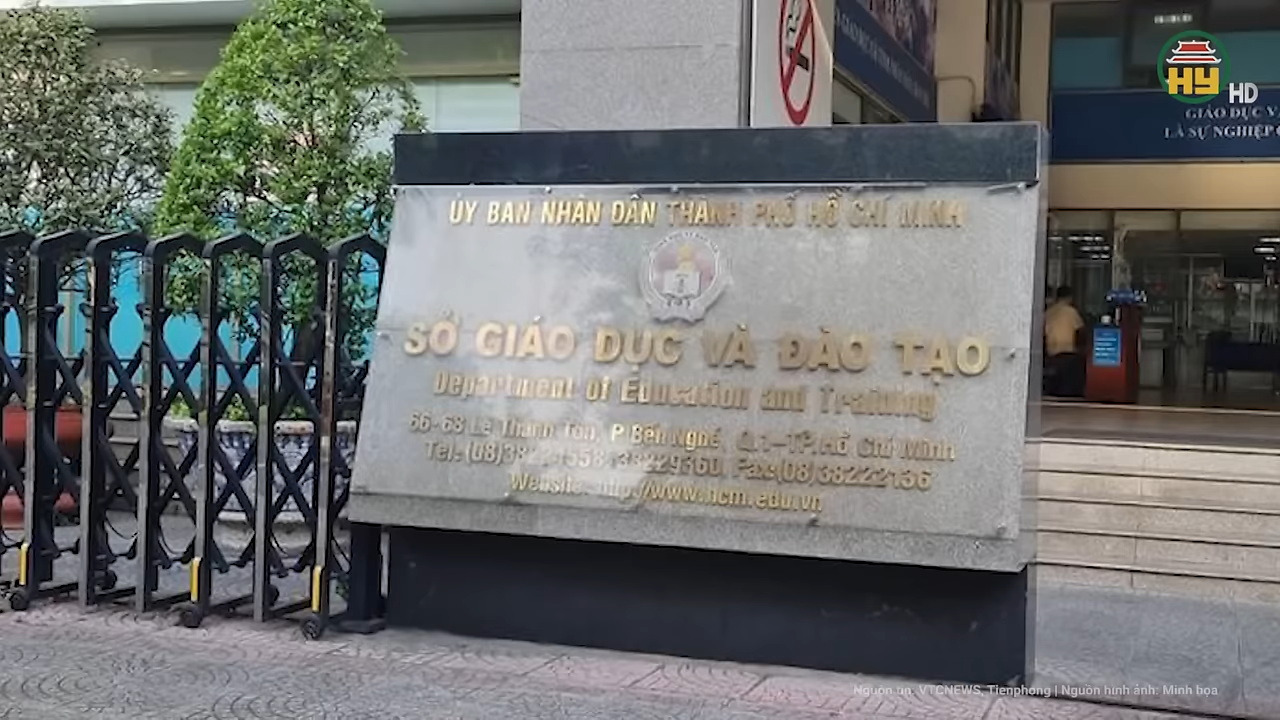 HY HD
GIÁO DỤC
LÀ SỰ NGHIỆP
ỦY BAN NHÂN DÂN THÀNH PHỐ HỒ CHÍ MINH
SỞ GIÁO DỤC VÀ ĐÀO TẠO
Department of Education and Training
66-68 Lê Thánh Tôn, P.Bến Nghé, Q.1-TP.Hồ Chí Minh
Tel:(08) 38229360 Fax:(08)38222136
Website: http://www.hcm.edu.vn
Nguồn tin: VTCNEWS, Tienphong | Nguồn hình ảnh: Minh họa